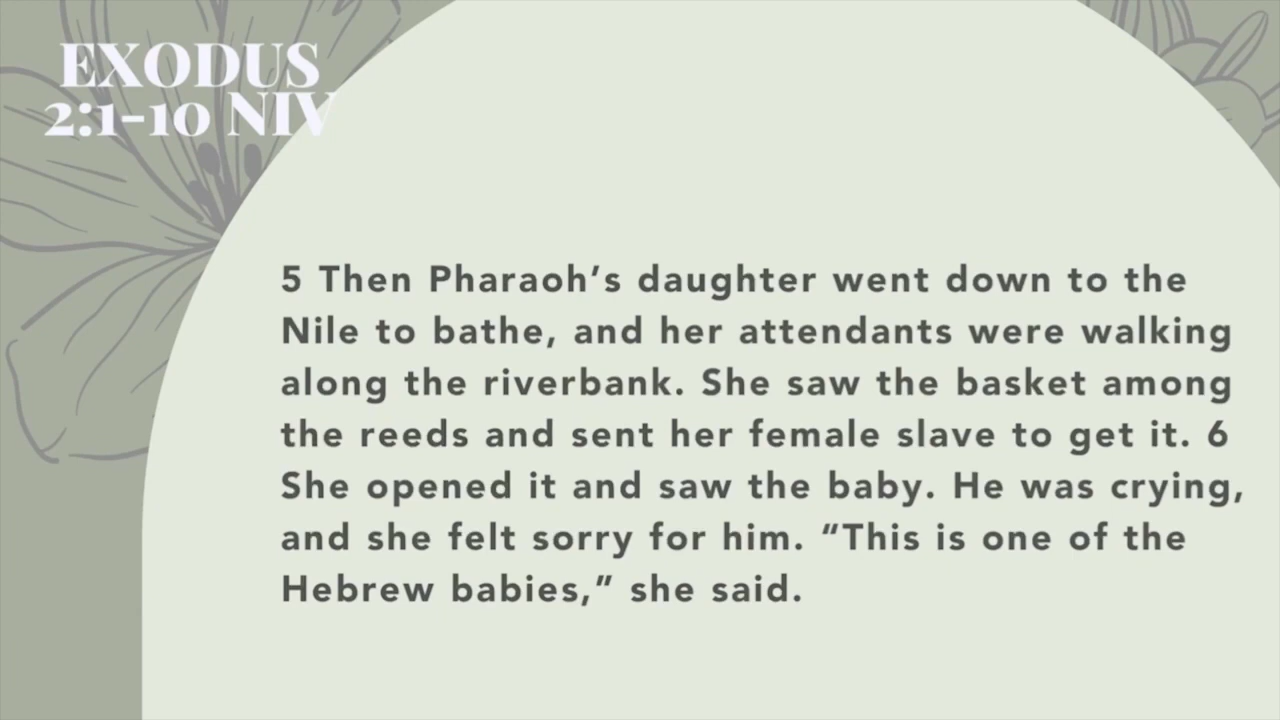 EXODUS
2:1-10 NIV
5 Then Pharaoh’s daughter went down to the
Nile to bathe, and her attendants were walking
along the riverbank. She saw the basket among
the reeds and sent her female slave to get it. 6
She opened it and saw the baby. He was crying,
and she felt sorry for him. “This is one of the
Hebrew babies,” she said.